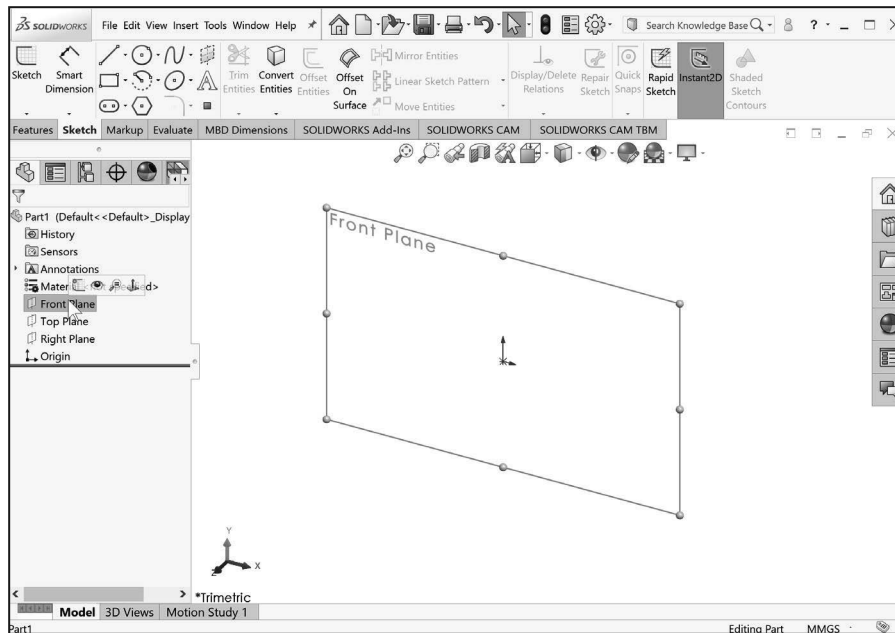 SOLIDWORKS File Edit View Insert Tools Window Help Search Knowledge Base ?
Sketch Smart Dimension Trim Entities Convert Entities Offset Entities Offset On Surface Mirror Entities Linear Sketch Pattern Move Entities Display/Delete Relations Repair Sketch Quick Snaps Rapid Sketch Instant2D Shaded Sketch Contours
Features Sketch Markup Evaluate MBD Dimensions SOLIDWORKS Add-Ins SOLIDWORKS CAM SOLIDWORKS CAM TBM
Part1 (Default<<Default>_Display
History
Sensors
Annotations
Front Plane
Top Plane
Right Plane
Origin
Front Plane
Y
X
Z
*Trimetric
Model 3D Views Motion Study 1
Part1 Editing Part MMGS